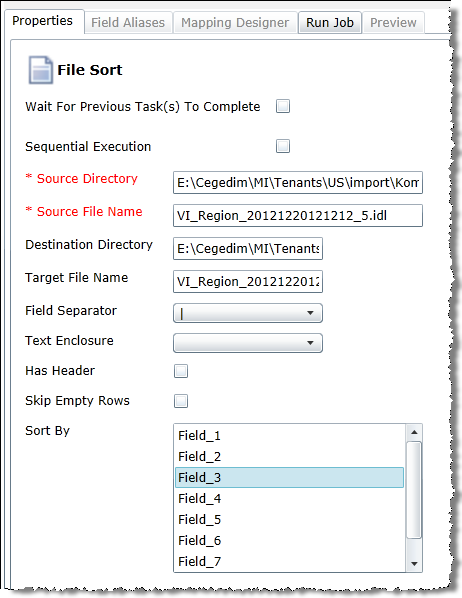 Properties Field Aliases Mapping Designer Run Job Preview
File Sort
Wait For Previous Task(s) To Complete
Sequential Execution
* Source Directory E:\Cegedim\MI\Tenants\US\import\Kom
* Source File Name VI_Region_20121220121212_5.idl
Destination Directory E:\Cegedim\MI\Tenants
Target File Name VI_Region_201212201
Field Separator |
Text Enclosure
Has Header
Skip Empty Rows
Sort By
Field_1
Field_2
Field_3
Field_4
Field_5
Field_6
Field_7